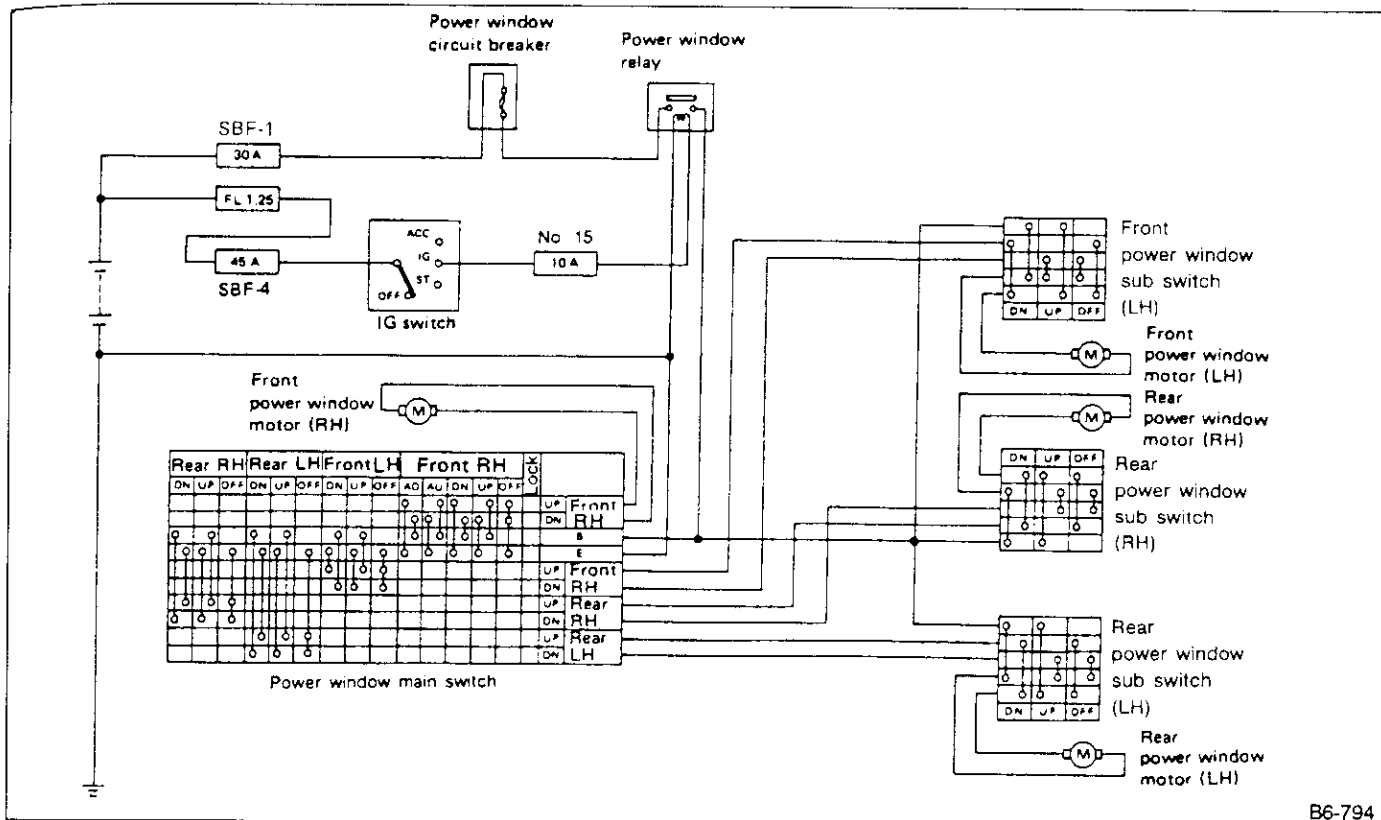 Power window
circuit breaker
Power window
relay
SBF-1
30 A
FL 1.25
45 A
SBF-4
ACC
IG
ST
OFF
IG switch
No 15
10 A
Front
power window
sub switch
(LH)
DN UP OFF
Front
power window
motor (LH)
Front
power window
motor (RH)
M
M
Rear
power window
motor (RH)
M
DN UP OFF
Rear
power window
sub switch
(RH)
Rear RH Rear LH Front LH Front RH LOCK
DN UP OFF DN UP OFF DN UP OFF AD AU DN UP OFF
UP Front
DN RH
B
E
UP Front
DN RH
UP Rear
DN RH
UP Rear
DN LH
Power window main switch
Rear
power window
sub switch
(LH)
DN UP OFF
M
Rear
power window
motor (LH)
B6-794